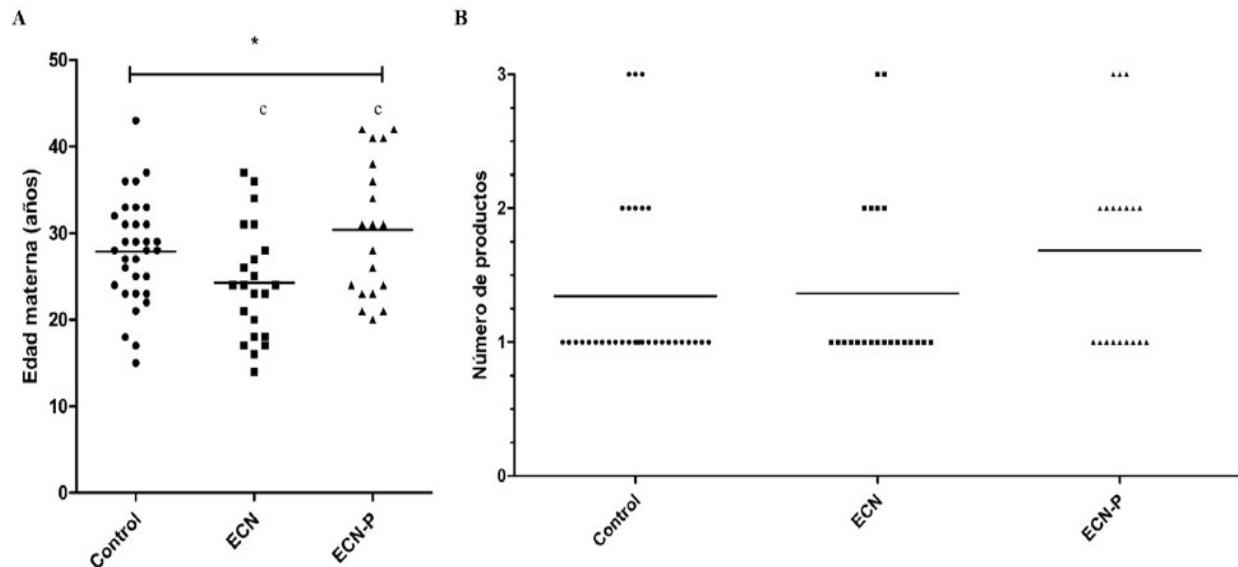 A
*
c
c
Edad materna (años)
50
40
30
20
10
0
Control
ECN
ECN-P
B
Número de productos
3
2
1
0
Control
ECN
ECN-P